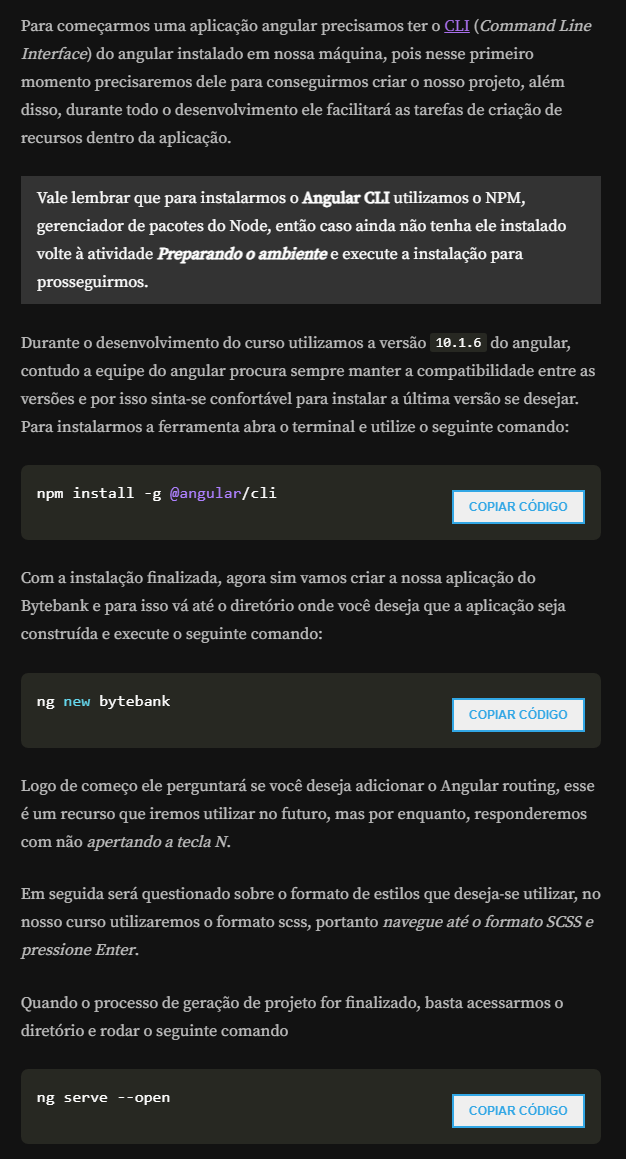 Para começarmos uma aplicação angular precisamos ter o CLI (Command Line
Interface) do angular instalado em nossa máquina, pois nesse primeiro
momento precisaremos dele para conseguirmos criar o nosso projeto, além
disso, durante todo o desenvolvimento ele facilitará as tarefas de criação de
recursos dentro da aplicação.
Vale lembrar que para instalarmos o Angular CLI utilizamos o NPM,
gerenciador de pacotes do Node, então caso ainda não tenha ele instalado
volte à atividade Preparando o ambiente e execute a instalação para
prosseguirmos.
Durante o desenvolvimento do curso utilizamos a versão 10.1.6 do angular,
contudo a equipe do angular procura sempre manter a compatibilidade entre as
versões e por isso sinta-se confortável para instalar a última versão se desejar.
Para instalarmos a ferramenta abra o terminal e utilize o seguinte comando:
npm install -g @angular/cli
COPIAR CÓDIGO
Com a instalação finalizada, agora sim vamos criar a nossa aplicação do
Bytebank e para isso vá até o diretório onde você deseja que a aplicação seja
construída e execute o seguinte comando:
ng new bytebank
COPIAR CÓDIGO
Logo de começo ele perguntará se você deseja adicionar o Angular routing, esse
é um recurso que iremos utilizar no futuro, mas por enquanto, responderemos
com não apertando a tecla N.
Em seguida será questionado sobre o formato de estilos que deseja-se utilizar, no
nosso curso utilizaremos o formato scss, portanto navegue até o formato SCSS e
pressione Enter.
Quando o processo de geração de projeto for finalizado, basta acessarmos o
diretório e rodar o seguinte comando
ng serve --open
COPIAR CÓDIGO